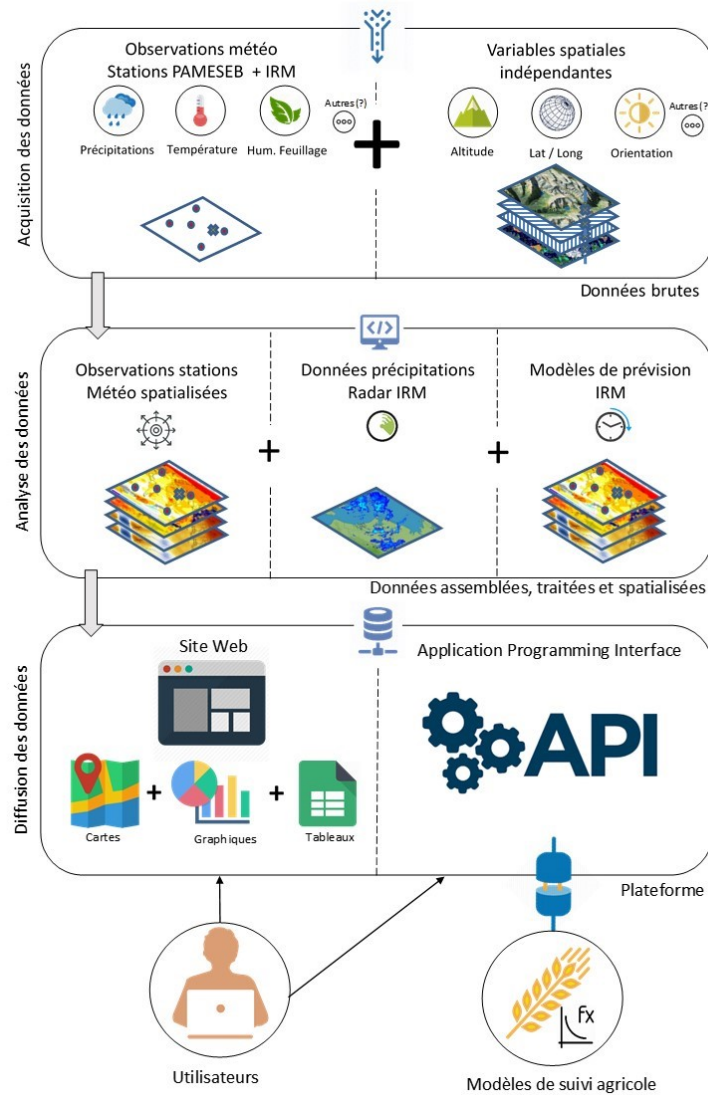 Acquisition des données
Observations météo
Stations PAMESEB + IRM
Précipitations
Température
Hum. Feuillage
Autres (?)
Variables spatiales
indépendantes
Altitude
Lat / Long
Orientation
Autres (?
Données brutes
Analyse des données
</>
Observations stations
Météo spatialisées
Données précipitations
Radar IRM
Modèles de prévision
IRM
Données assemblées, traitées et spatialisées
Diffusion des données
Site Web
Cartes
Graphiques
Tableaux
Application Programming Interface
API
Plateforme
Utilisateurs
Fx
Modèles de suivi agricole